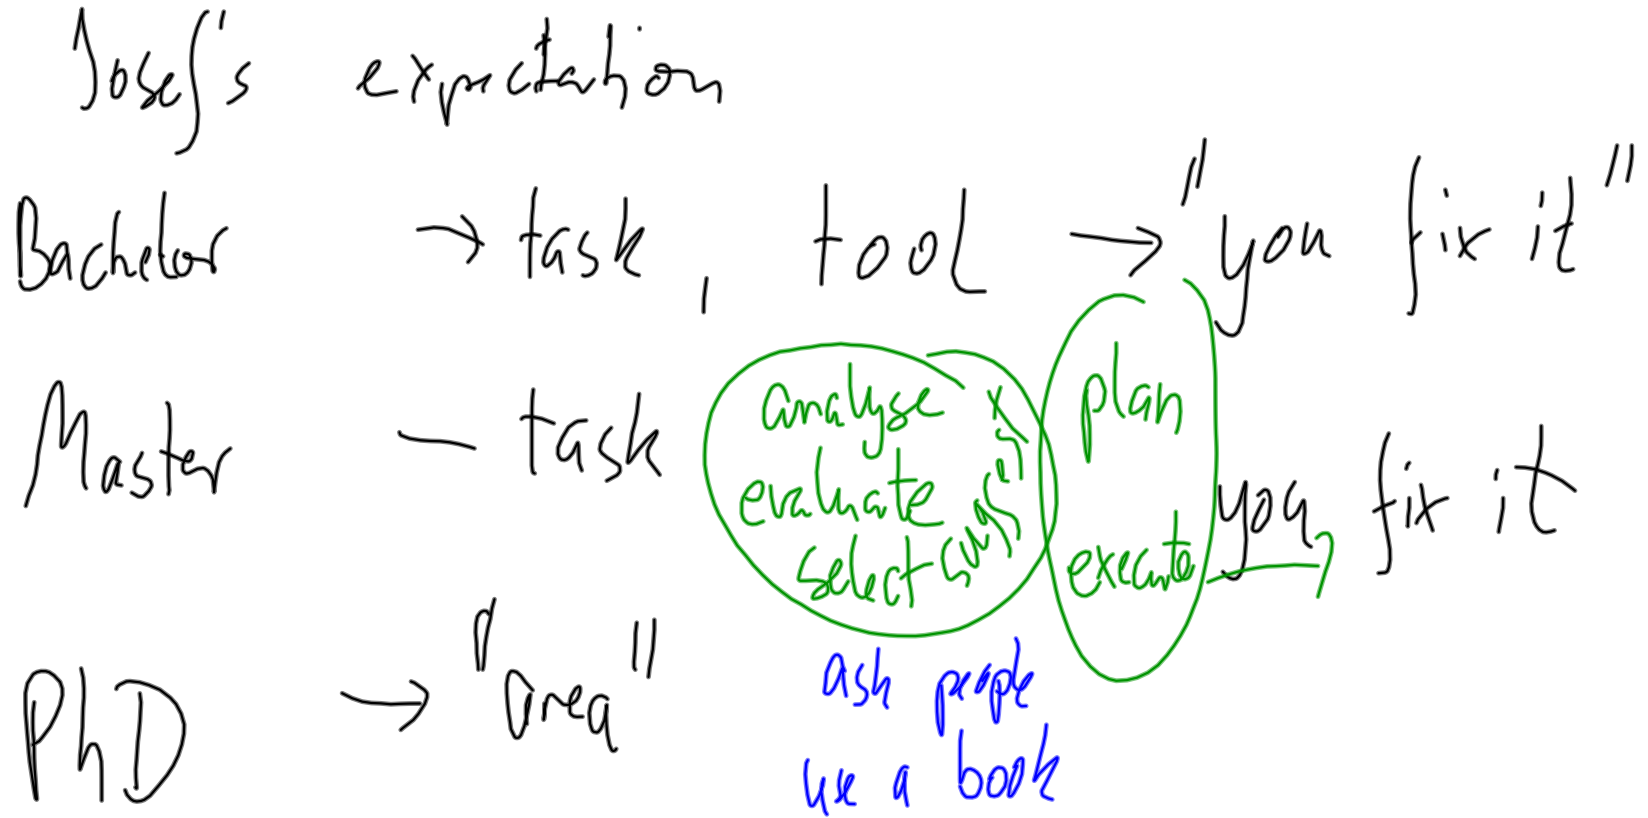 Josef's expectation
Bachelor → task, tool → "you fix it"
Master — task
analyse
evaluate
select
suggest
plan
execute
you fix it
PhD → "area"
ask people
use a book